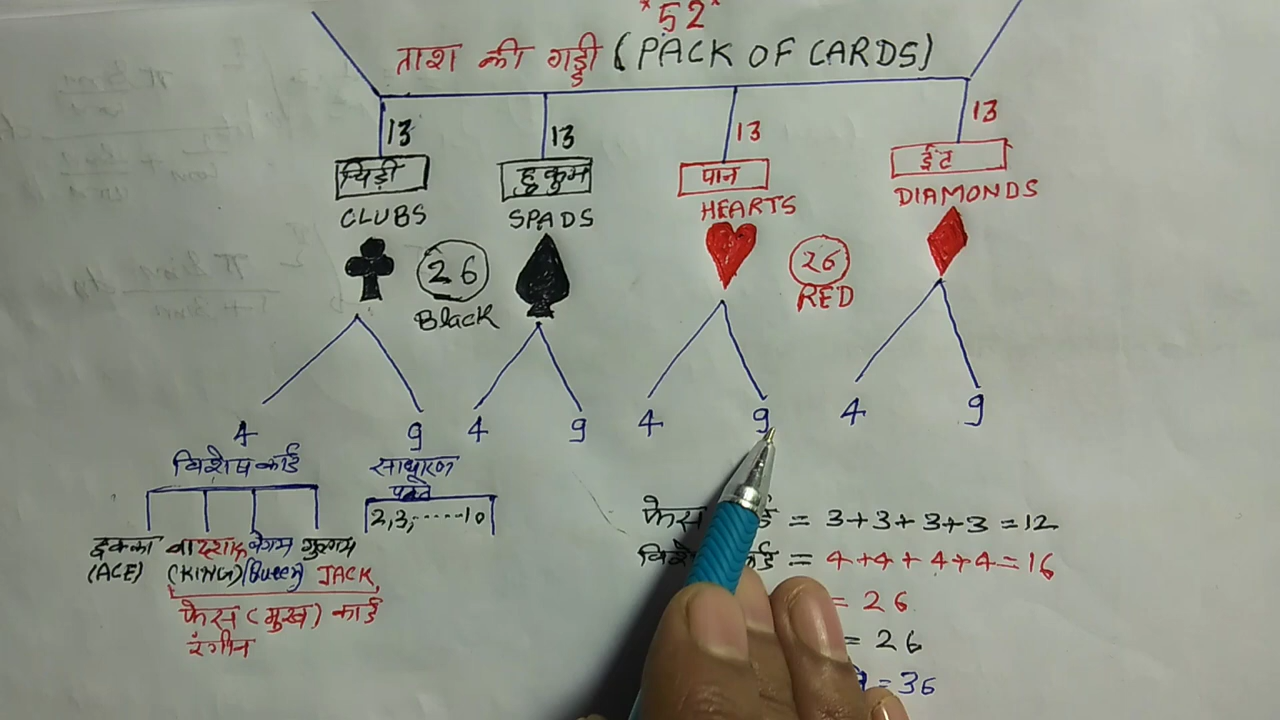 *52*
ताश की गड्डी (PACK OF CARDS)
13 13 13 13
चिड़ी हुकुम पान ईंट
CLUBS SPADS HEARTS DIAMONDS
26 26
Black RED
4 9 4 9 4 9 4 9
विशेष कार्ड साधारण
पत्ते
2,3,......10
इक्का बादशाह बेगम गुलाम
(ACE) (KING) (Queen) JACK
फेस (मुख) कार्ड
रंगीन
फेस = 3+3+3+3=12
= 4+4+4+4=16
= 26
= 26
=36